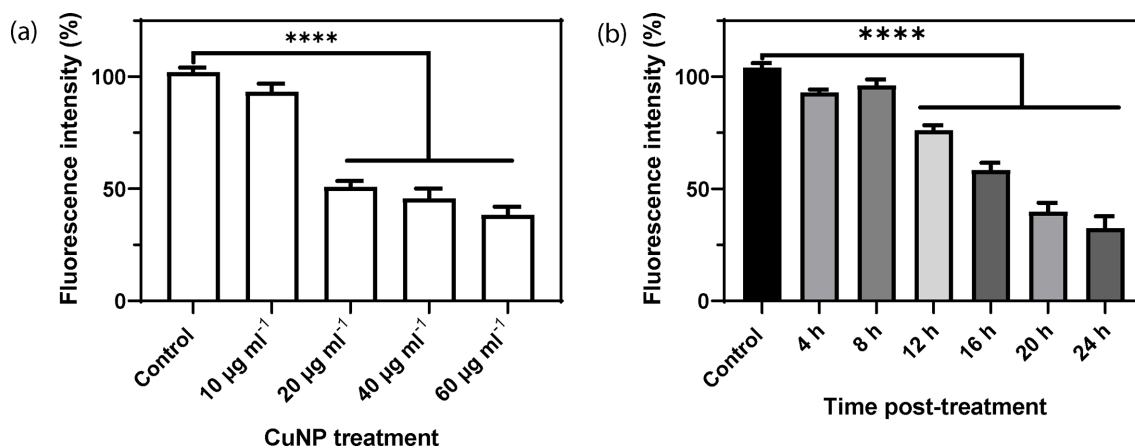 (a)
Fluorescence intensity (%)
100
50
0
****
Control
10 µg ml⁻¹
20 µg ml⁻¹
40 µg ml⁻¹
60 µg ml⁻¹
CuNP treatment
(b)
Fluorescence intensity (%)
100
50
0
****
Control
4 h
8 h
12 h
16 h
20 h
24 h
Time post-treatment